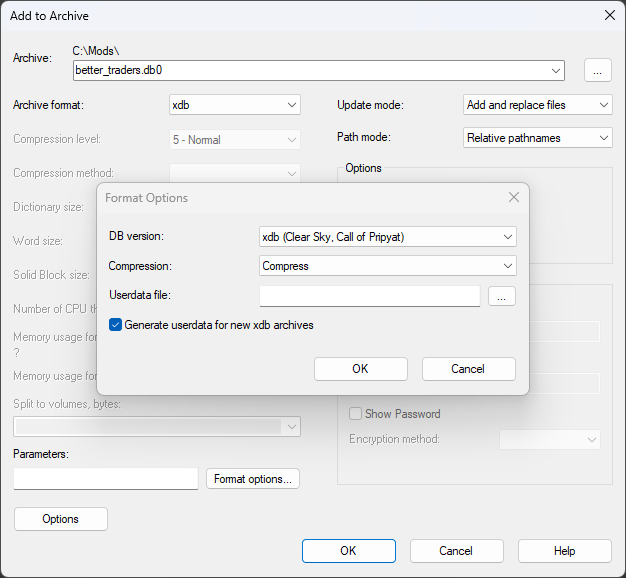 Add to Archive
Archive:
C:\Mods\
better_traders.db0
...
Archive format:
xdb
Update mode:
Add and replace files
Compression level:
5 - Normal
Path mode:
Relative pathnames
Compression method:
Options
Dictionary size:
Word size:
Solid Block size:
Number of CPU th
Memory usage for
?
Memory usage for
Split to volumes, bytes:
Format Options
DB version:
xdb (Clear Sky, Call of Pripyat)
Compression:
Compress
Userdata file:
...
Generate userdata for new xdb archives
OK
Cancel
Show Password
Encryption method:
Parameters:
Format options...
Options
OK
Cancel
Help